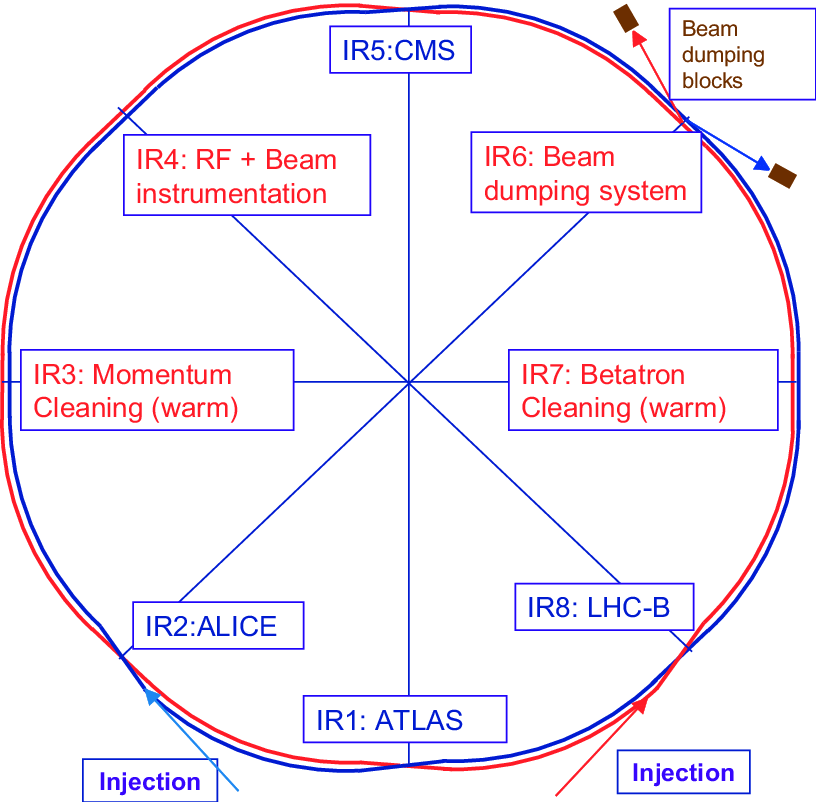 IR5:CMS
Beam
dumping
blocks
IR4: RF + Beam
instrumentation
IR6: Beam
dumping system
IR3: Momentum
Cleaning (warm)
IR7: Betatron
Cleaning (warm)
IR2:ALICE
IR8: LHC-B
IR1: ATLAS
Injection
Injection